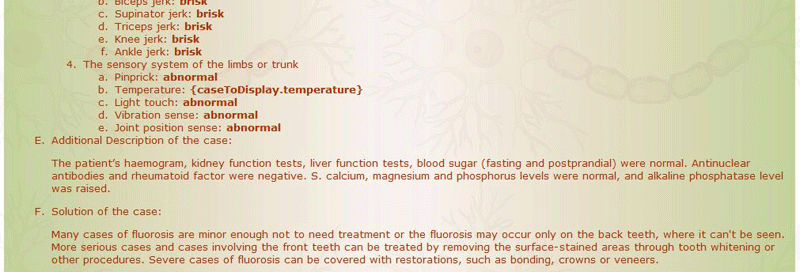 b. Biceps jerk: brisk
c. Supinator jerk: brisk
d. Triceps jerk: brisk
e. Knee jerk: brisk
f. Ankle jerk: brisk
4. The sensory system of the limbs or trunk
a. Pinprick: abnormal
b. Temperature: {caseToDisplay.temperature}
c. Light touch: abnormal
d. Vibration sense: abnormal
e. Joint position sense: abnormal
E. Additional Description of the case:
The patient's haemogram, kidney function tests, liver function tests, blood sugar (fasting and postprandial) were normal. Antinuclear
antibodies and rheumatoid factor were negative. S. calcium, magnesium and phosphorus levels were normal, and alkaline phosphatase level
was raised.
F. Solution of the case:
Many cases of fluorosis are minor enough not to need treatment or the fluorosis may occur only on the back teeth, where it can't be seen.
More serious cases and cases involving the front teeth can be treated by removing the surface-stained areas through tooth whitening or
other procedures. Severe cases of fluorosis can be covered with restorations, such as bonding, crowns or veneers.